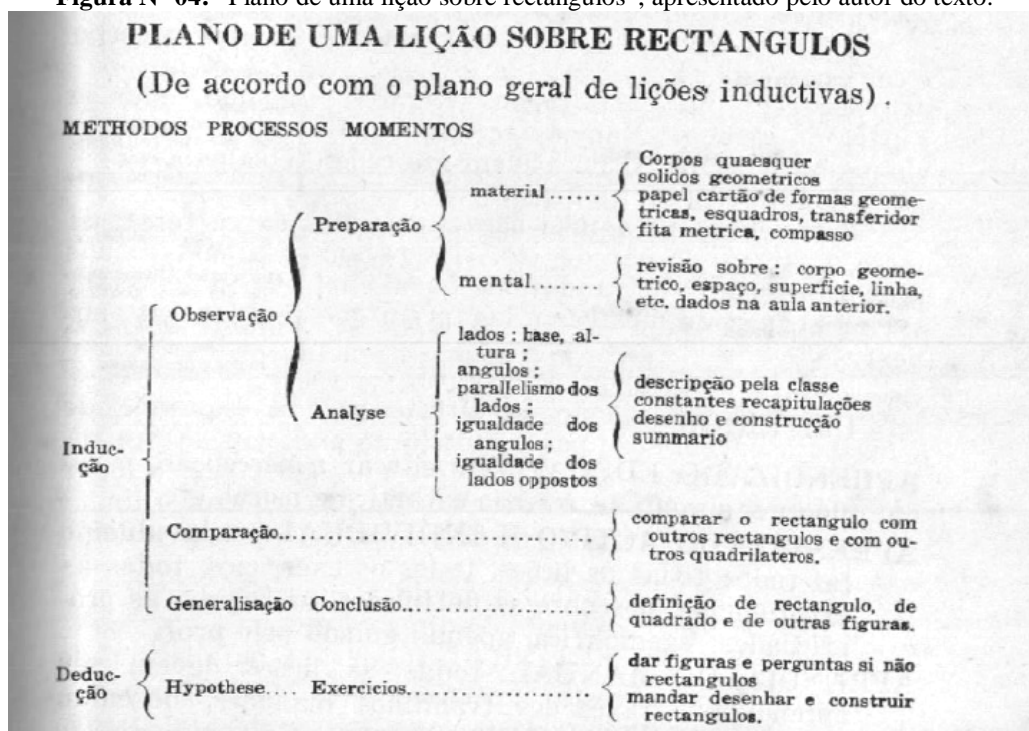 Figura Nº 04: "Plano de uma lição sobre rectangulos", apresentado pelo autor do texto.
PLANO DE UMA LIÇÃO SOBRE RECTANGULOS
(De accordo com o plano geral de lições inductivas).
METHODOS PROCESSOS MOMENTOS
Induc-
ção
Observação
Preparação
material......
Corpos quaesquer
solidos geometricos
papel cartão de formas geome-
tricas, esquadros, transferidor
fita metrica, compasso
mental.......
revisão sobre : corpo geome-
trico, espaço, superficie, linha,
etc. dados na aula anterior.
Analyse
lados : base, al-
tura ;
angulos ;
parallelismo dos
lados ;
igualdade dos
angulos ;
igualdade dos
lados oppostos
descripção pela classe
constantes recapitulações
desenho e construcção
summario
Comparação..............................
comparar o rectangulo com
outros rectangulos e com ou-
tros quadrilateros.
Generalisação Conclusão....................
definição de rectangulo, de
quadrado e de outras figuras.
Deduc-
ção
Hypothese.... Exercicios....................
dar figuras e perguntas si não
rectangulos
mandar desenhar e construir
rectangulos.